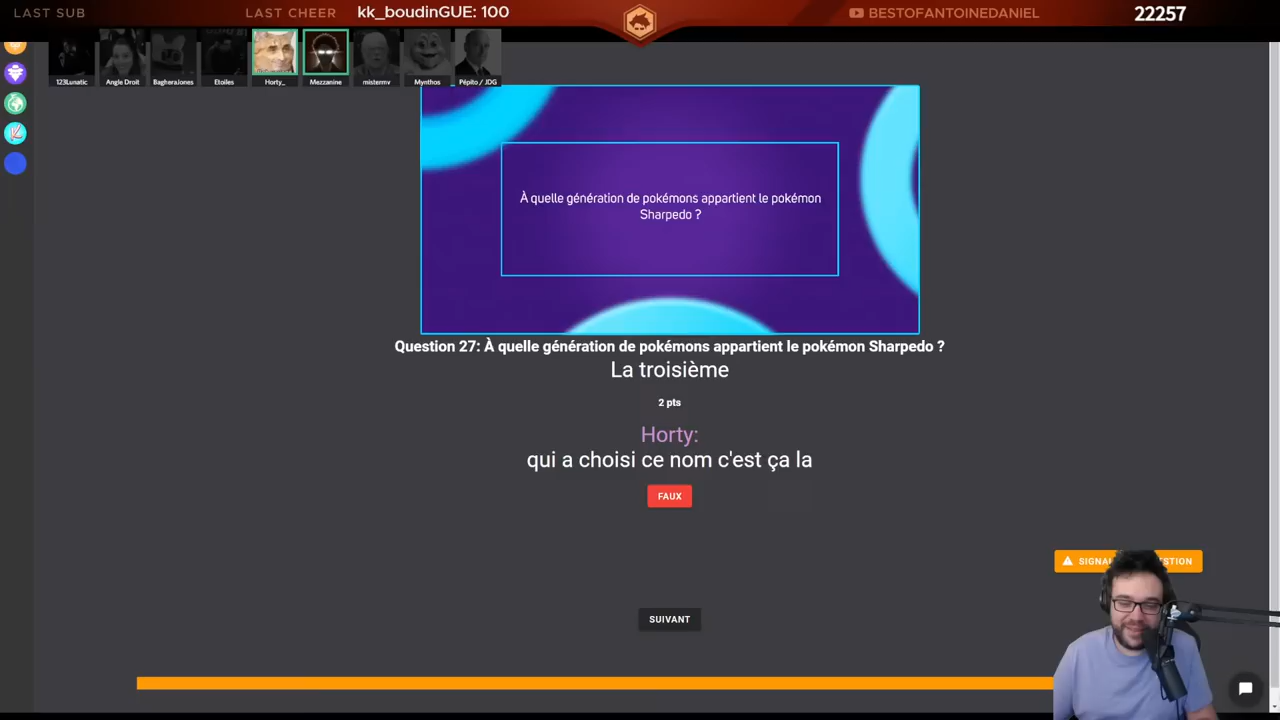 LAST SUB
LAST CHEER
kk_boudinGUE: 100
BESTOFANTOINEDANIEL
22257
123Lunatic
Angle Droit
BagheraJones
Etoiles
Horty_
Mezzanine
mistermv
Mynthos
Pépito / JDG
À quelle génération de pokémons appartient le pokémon
Sharpedo ?
Question 27: À quelle génération de pokémons appartient le pokémon Sharpedo ?
La troisième
2 pts
Horty:
qui a choisi ce nom c'est ça la
FAUX
SUIVANT